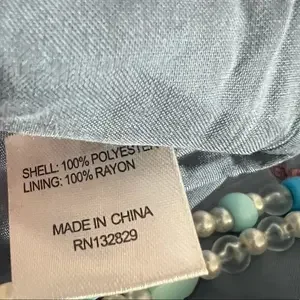 SHELL: 100% POLYESTER
LINING: 100% RAYON
MADE IN CHINA
RN132829